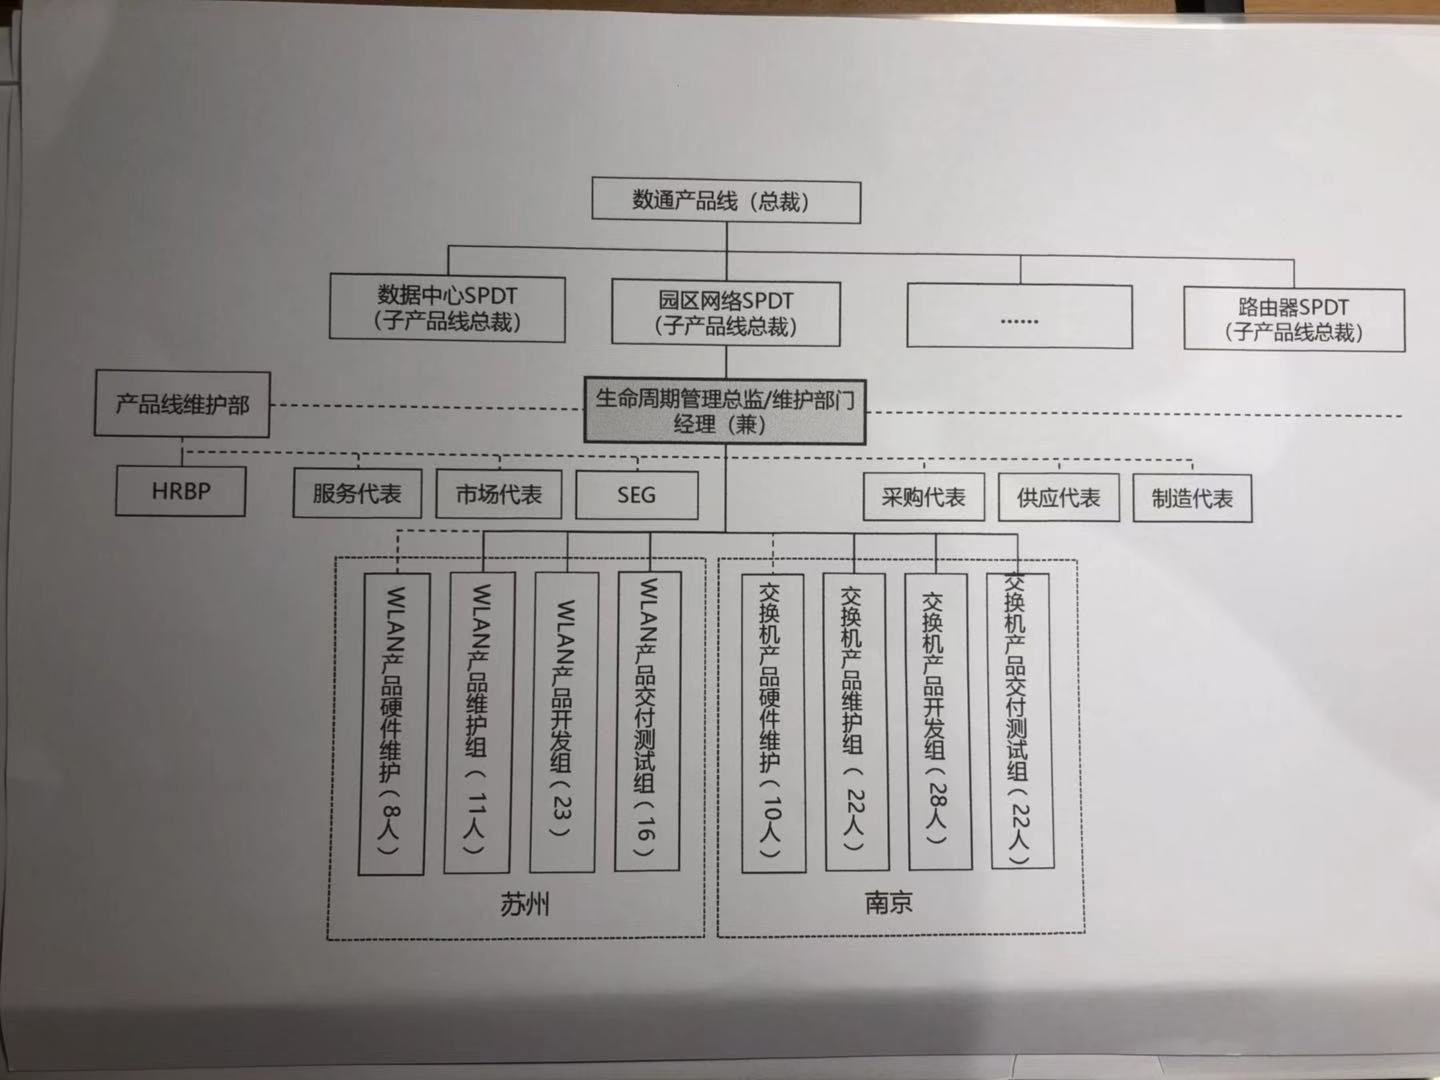 数通产品线（总裁）
数据中心SPDT
（子产品线总裁）
园区网络SPDT
（子产品线总裁）
......
路由器SPDT
（子产品线总裁）
产品线维护部
生命周期管理总监/维护部门
经理（兼）
HRBP
服务代表
市场代表
SEG
采购代表
供应代表
制造代表
WLAN产品硬件维护（8人）
WLAN产品维护组（11人）
WLAN产品开发组（23）
WLAN产品交付测试组（16）
交换机产品硬件维护（10人）
交换机产品维护组（22人）
交换机产品开发组（28人）
交换机产品交付测试组（22人）
苏州
南京